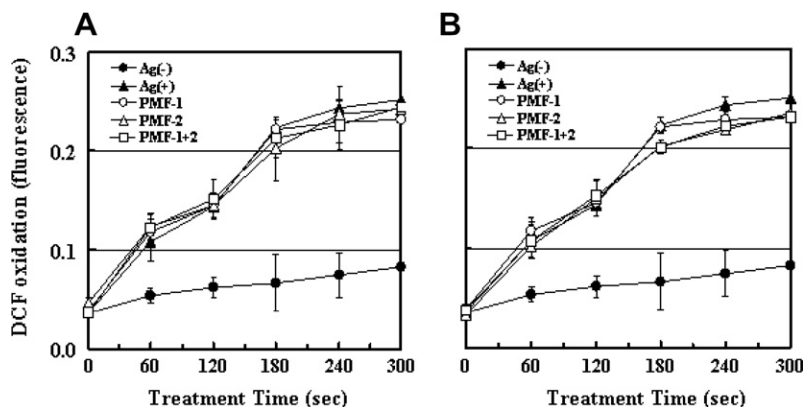 A
B
DCF oxidation (fluorescence)
0.3
0.2
0.1
0.0
Ag(-)
Ag(+)
PMF-1
PMF-2
PMF-1+2
0 60 120 180 240 300
Treatment Time (sec)
Ag(-)
Ag(+)
PMF-1
PMF-2
PMF-1+2
0 60 120 180 240 300
Treatment Time (sec)